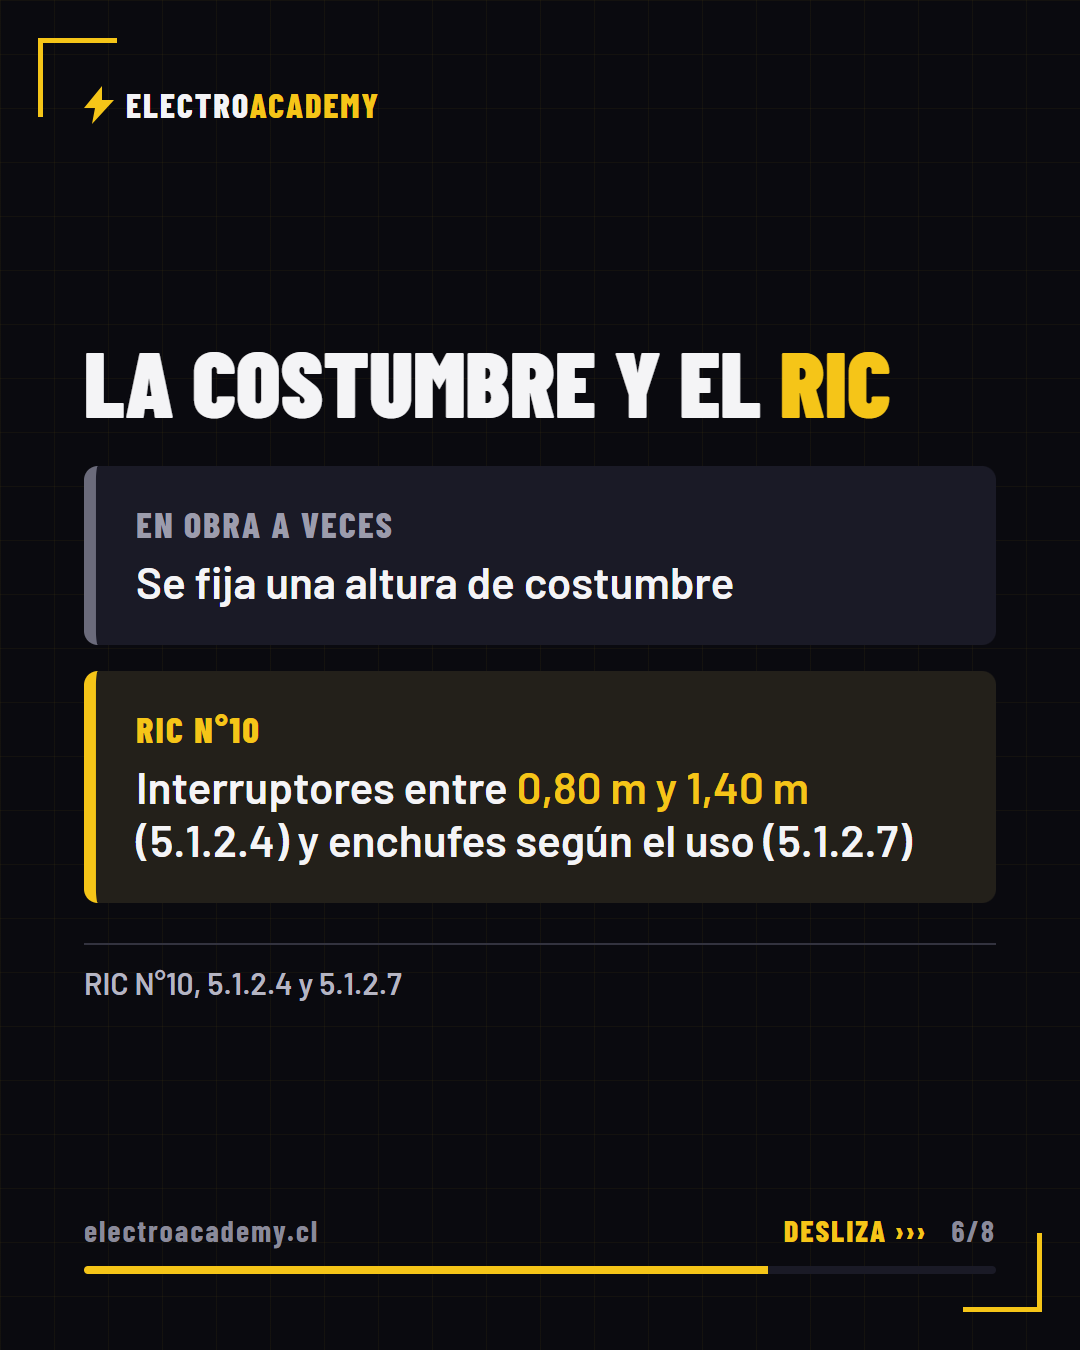 ELECTROACADEMY
LA COSTUMBRE Y EL RIC
EN OBRA A VECES
Se fija una altura de costumbre
RIC N°10
Interruptores entre 0,80 m y 1,40 m
(5.1.2.4) y enchufes según el uso (5.1.2.7)
RIC N°10, 5.1.2.4 y 5.1.2.7
electroacademy.cl
DESLIZA ››› 6/8